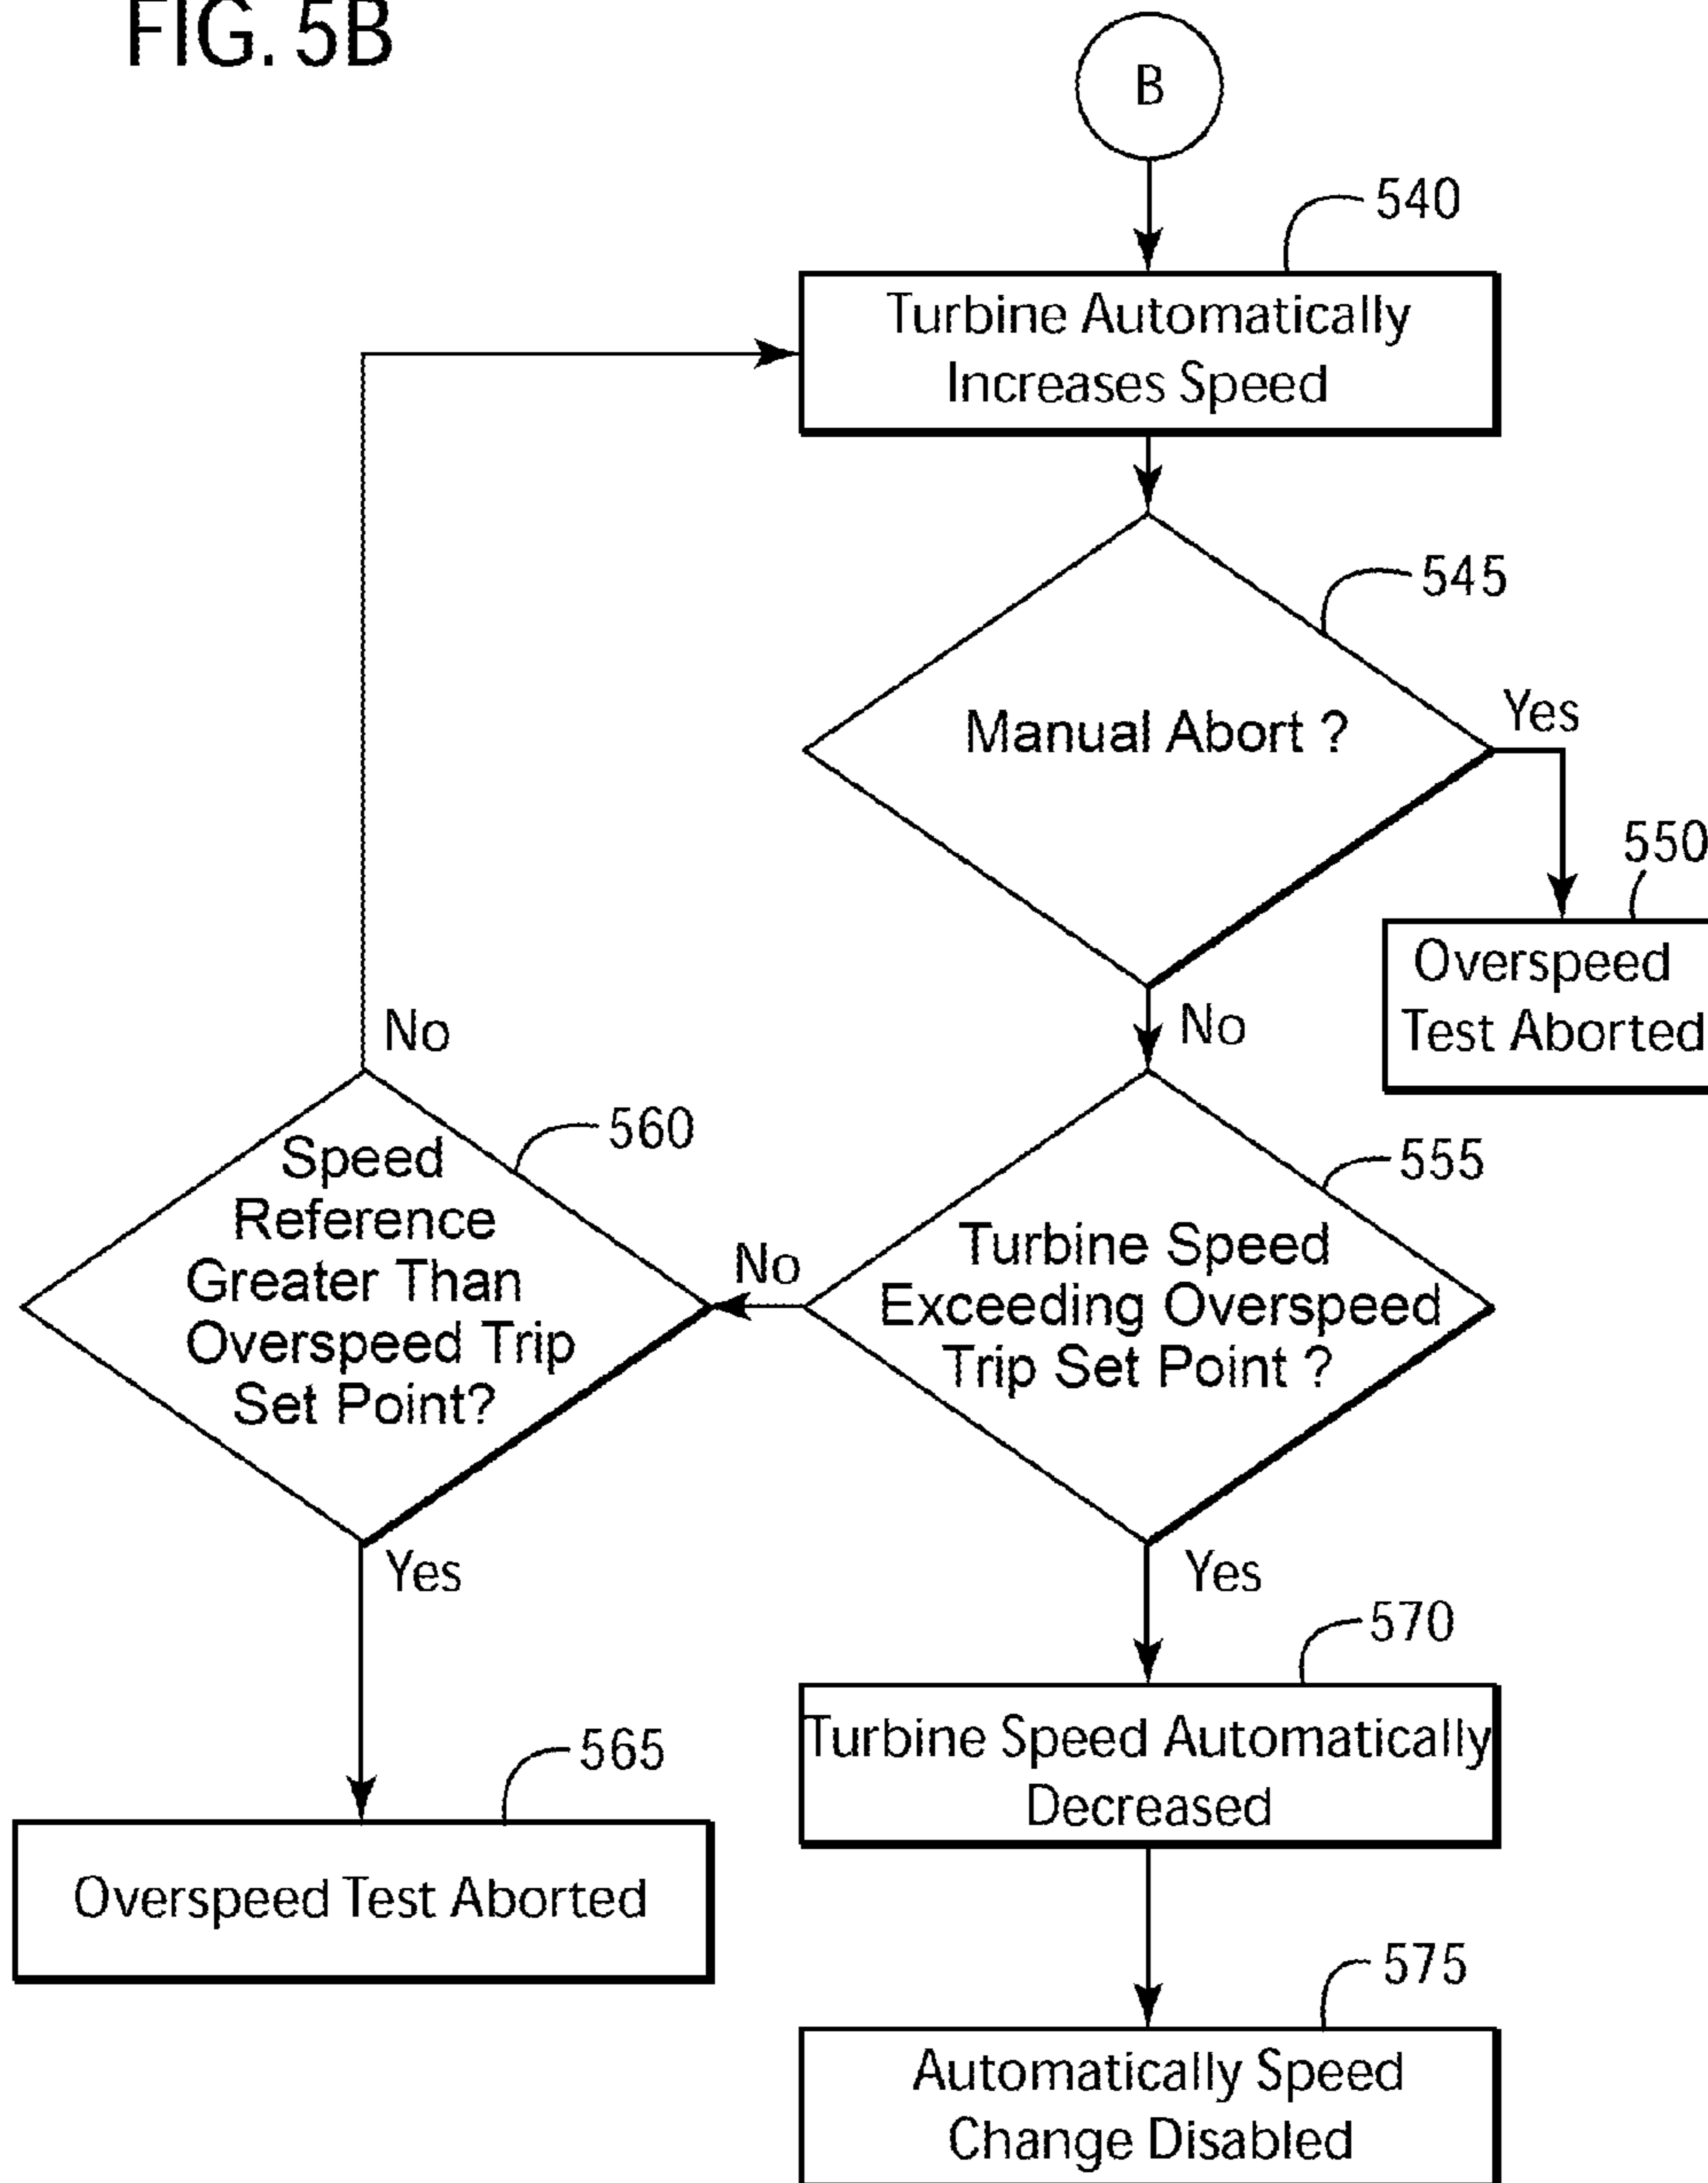 FIG. 5B
B
540
Turbine Automatically
Increases Speed
545
Manual Abort ?
Yes
550
Overspeed
Test Aborted
No
No
560
Speed
Reference
Greater Than
Overspeed Trip
Set Point?
555
No
Turbine Speed
Exceeding Overspeed
Trip Set Point ?
Yes
Yes
570
Turbine Speed Automatically
Decreased
565
Overspeed Test Aborted
575
Automatically Speed
Change Disabled